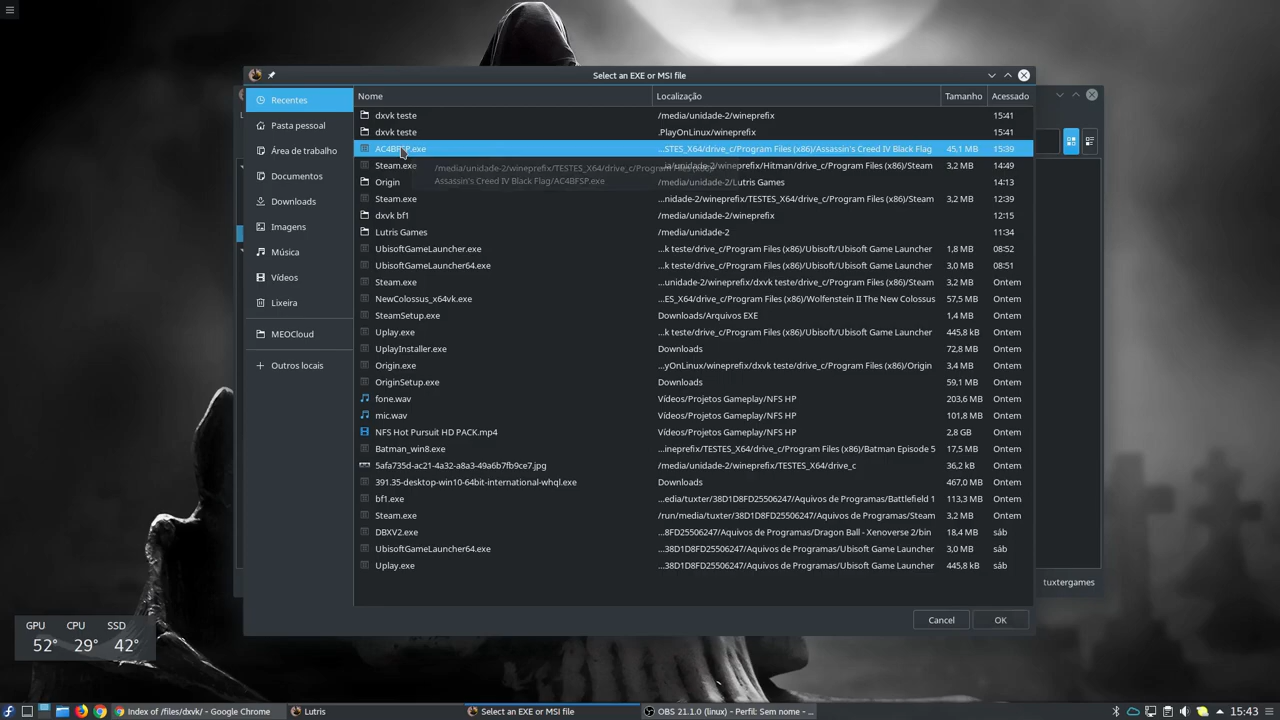 Select an EXE or MSI file
Recentes
Pasta pessoal
Área de trabalho
Documentos
Downloads
Imagens
Música
Vídeos
Lixeira
MEOCloud
Outros locais
Nome Localização Tamanho Acessado
dxvk teste /media/unidade-2/wineprefix 15:41
dxvk teste .PlayOnLinux/wineprefix 15:41
AC4BFSP.exe ...STES_X64/drive_c/Program Files (x86)/Assassin's Creed IV Black Flag 45,1 MB 15:39
Steam.exe ...ia/unidade-2/wineprefix/Hitman/drive_c/Program Files (x86)/Steam 3,2 MB 14:49
/media/unidade-2/wineprefix/TESTES_X64/drive_c/Program Files (x86)/
Assassin's Creed IV Black Flag/AC4BFSP.exe
Origin /media/unidade-2/Lutris Games 14:13
Steam.exe ...nidade-2/wineprefix/TESTES_X64/drive_c/Program Files (x86)/Steam 3,2 MB 12:39
dxvk bf1 /media/unidade-2/wineprefix 12:15
Lutris Games /media/unidade-2 11:34
UbisoftGameLauncher.exe ...k teste/drive_c/Program Files (x86)/Ubisoft/Ubisoft Game Launcher 1,8 MB 08:52
UbisoftGameLauncher64.exe ...k teste/drive_c/Program Files (x86)/Ubisoft/Ubisoft Game Launcher 3,0 MB 08:51
Steam.exe ...unidade-2/wineprefix/dxvk teste/drive_c/Program Files (x86)/Steam 3,2 MB Ontem
NewColossus_x64vk.exe ...ES_X64/drive_c/Program Files (x86)/Wolfenstein II The New Colossus 57,5 MB Ontem
SteamSetup.exe Downloads/Arquivos EXE 1,4 MB Ontem
Uplay.exe ...k teste/drive_c/Program Files (x86)/Ubisoft/Ubisoft Game Launcher 445,8 kB Ontem
UplayInstaller.exe Downloads 72,8 MB Ontem
Origin.exe ...yOnLinux/wineprefix/dxvk teste/drive_c/Program Files (x86)/Origin 3,4 MB Ontem
OriginSetup.exe Downloads 59,1 MB Ontem
fone.wav Vídeos/Projetos Gameplay/NFS HP 203,6 MB Ontem
mic.wav Vídeos/Projetos Gameplay/NFS HP 101,8 MB Ontem
NFS Hot Pursuit HD PACK.mp4 Vídeos/Projetos Gameplay/NFS HP 2,8 GB Ontem
Batman_win8.exe ...ineprefix/TESTES_X64/drive_c/Program Files (x86)/Batman Episode 5 17,5 MB Ontem
5afa735d-ac21-4a32-a8a3-49a6b7fb9ce7.jpg /media/unidade-2/wineprefix/TESTES_X64/drive_c 36,2 kB Ontem
391.35-desktop-win10-64bit-international-whql.exe Downloads 467,0 MB Ontem
bf1.exe ...edia/tuxter/38D1D8FD25506247/Aquivos de Programas/Battlefield 1 113,3 MB Ontem
Steam.exe /run/media/tuxter/38D1D8FD25506247/Aquivos de Programas/Steam 3,2 MB Ontem
DBXV2.exe ...8FD25506247/Aquivos de Programas/Dragon Ball - Xenoverse 2/bin 18,4 MB sáb
UbisoftGameLauncher64.exe ...38D1D8FD25506247/Aquivos de Programas/Ubisoft Game Launcher 3,0 MB sáb
Uplay.exe ...38D1D8FD25506247/Aquivos de Programas/Ubisoft Game Launcher 445,8 kB sáb
tuxtergames
Cancel OK
GPU CPU SSD
52° 29° 42°
Index of /files/dxvk/ - Google Chrome
Lutris
Select an EXE or MSI file
OBS 21.1.0 (linux) - Perfil: Sem nome - ...
15:43